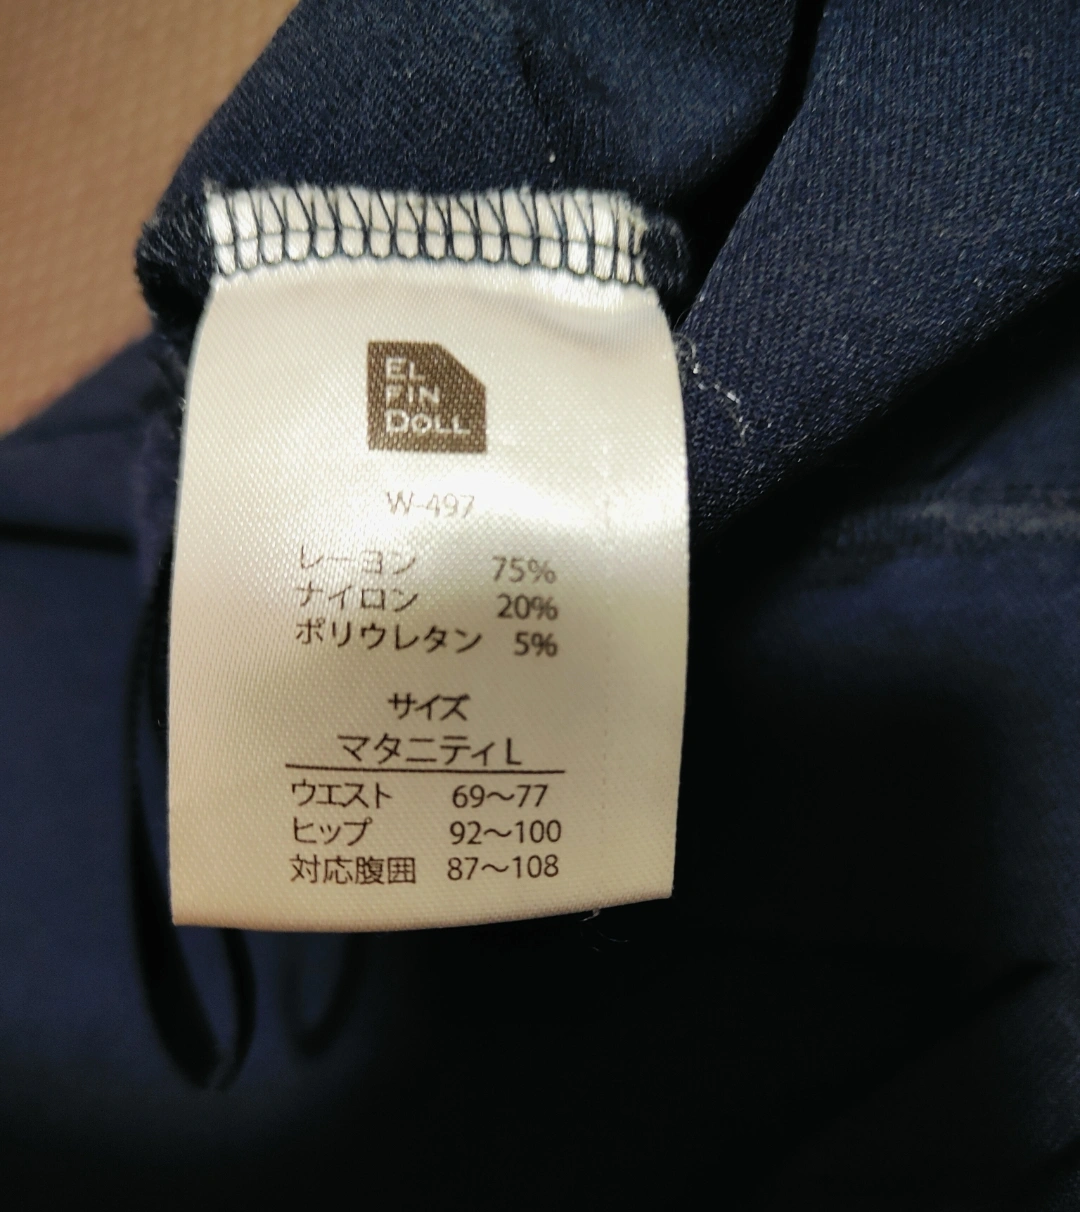 EL
FIN
DOLL
W-497
レーヨン 75%
ナイロン 20%
ポリウレタン 5%
サイズ
マタニティL
ウエスト 69～77
ヒップ 92～100
対応腹囲 87～108